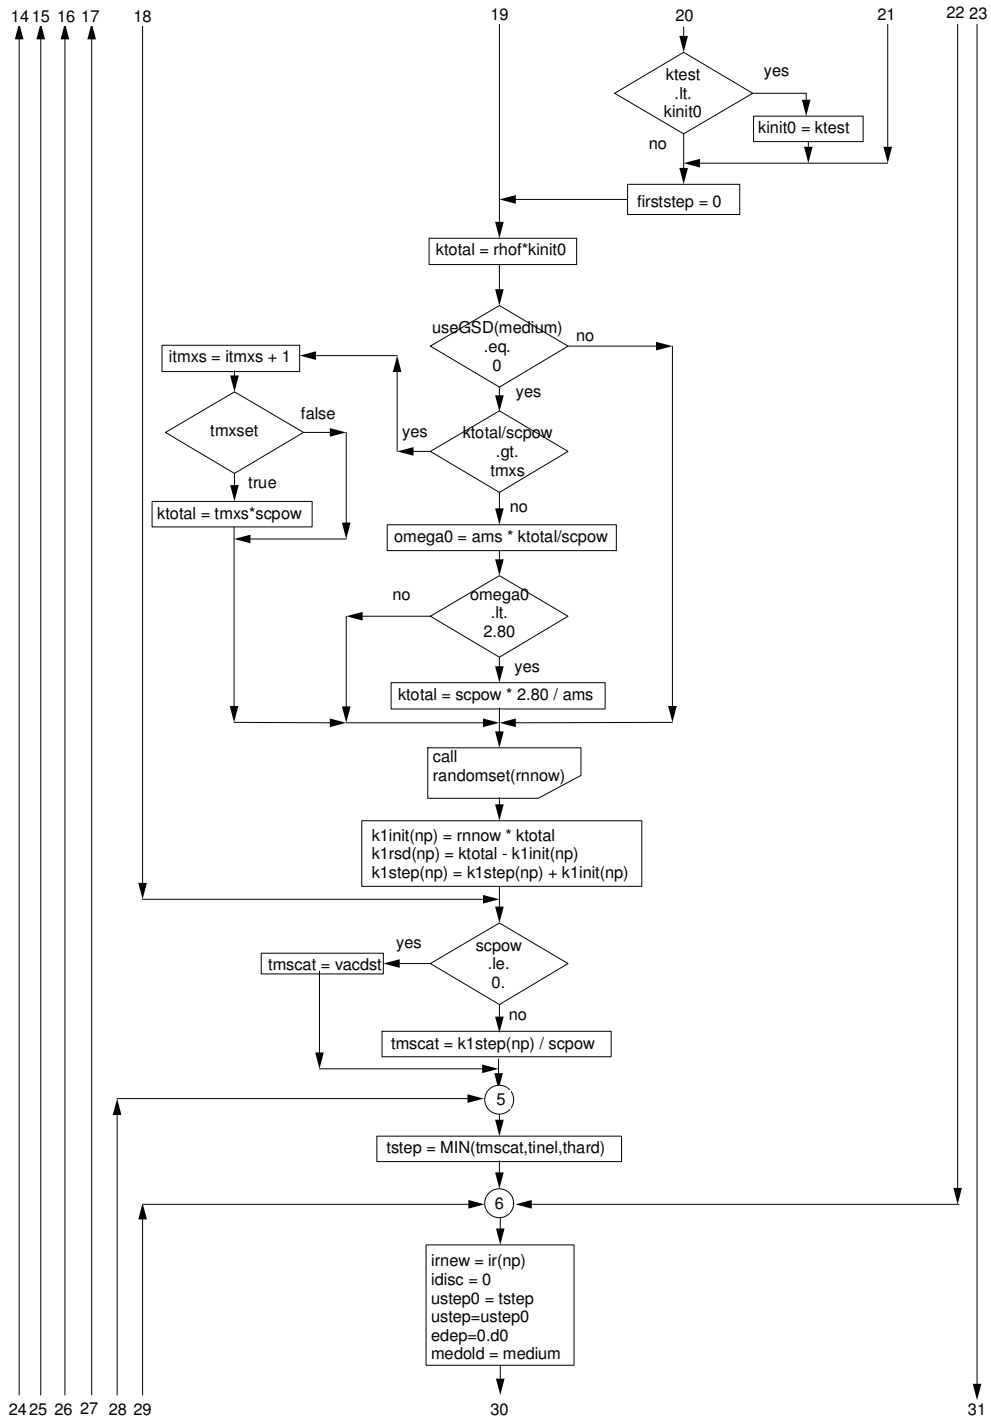 14 15 16 17 18 19 20 21 22 23
ktest
.lt.
kinit0
yes
kinit0 = ktest
no
firststep = 0
ktotal = rhof*kinit0
useGSD(medium)
.eq.
0
no
yes
itmxs = itmxs + 1
tmxset
false
true
ktotal = tmxs*scpow
yes
ktotal/scpow
.gt.
tmxs
no
omega0 = ams * ktotal/scpow
no
omega0
.lt.
2.80
yes
ktotal = scpow * 2.80 / ams
call
randomset(rnnow)
k1init(np) = rnnow * ktotal
k1rsd(np) = ktotal - k1init(np)
k1step(np) = k1step(np) + k1init(np)
scpow
.le.
0.
yes
tmscat = vacdst
no
tmscat = k1step(np) / scpow
5
tstep = MIN(tmscat,tinel,thard)
6
irnew = ir(np)
idisc = 0
ustep0 = tstep
ustep=ustep0
edep=0.d0
medold = medium
24 25 26 27 28 29 30 31